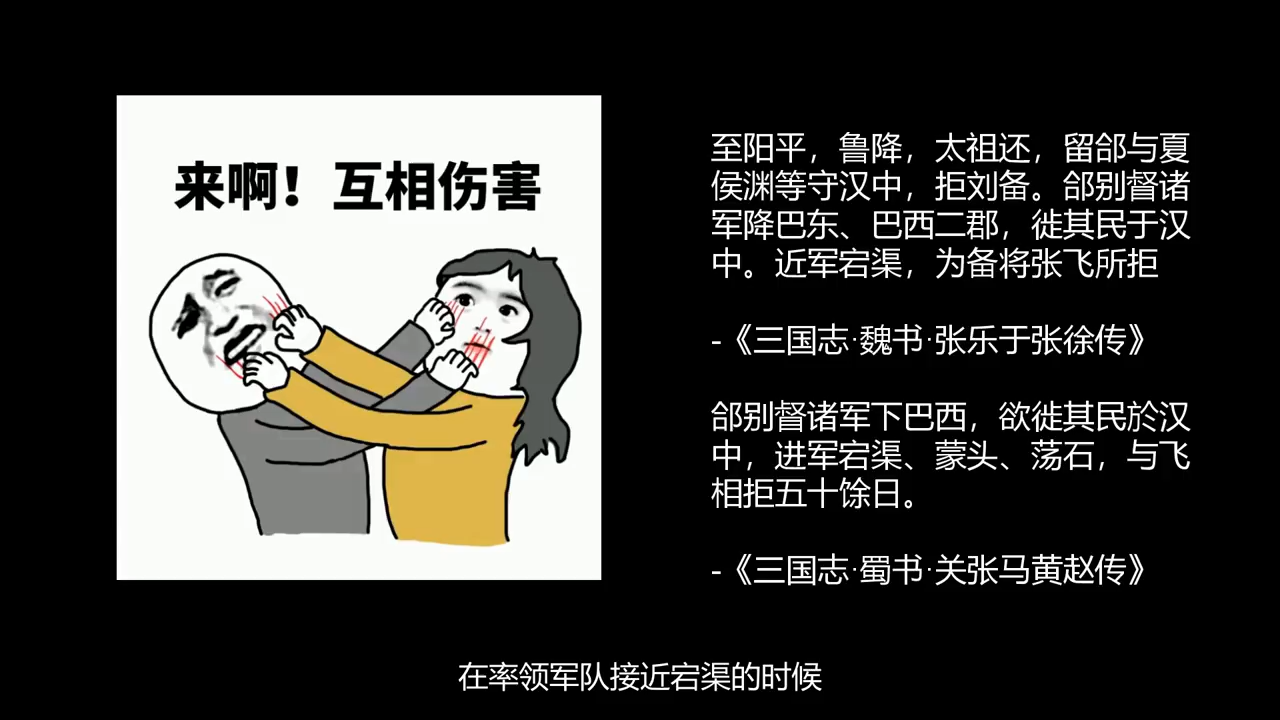 来啊！互相伤害
至阳平，鲁降，太祖还，留郃与夏
侯渊等守汉中，拒刘备。郃别督诸
军降巴东、巴西二郡，徙其民于汉
中。近军宕渠，为备将张飞所拒
-《三国志·魏书·张乐于张徐传》
郃别督诸军下巴西，欲徙其民於汉
中，进军宕渠、蒙头、荡石，与飞
相拒五十馀日。
-《三国志·蜀书·关张马黄赵传》
在率领军队接近宕渠的时候